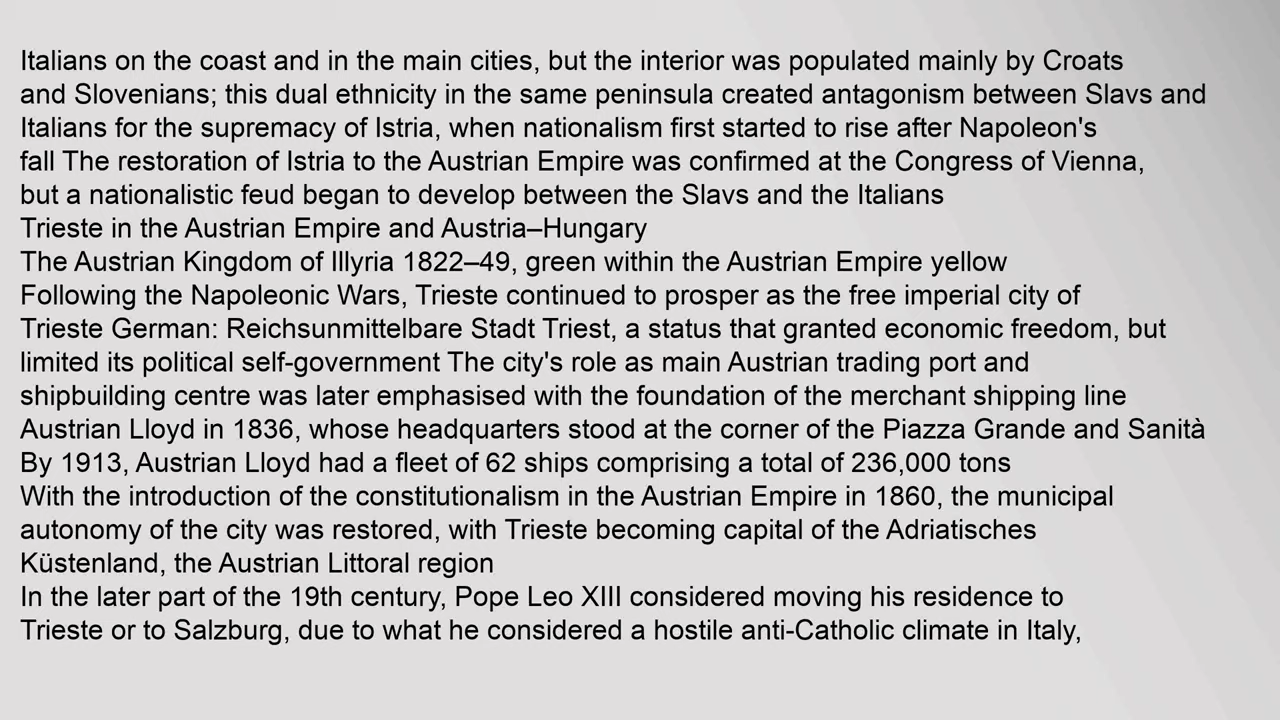 Italians on the coast and in the main cities, but the interior was populated mainly by Croats
and Slovenians; this dual ethnicity in the same peninsula created antagonism between Slavs and
Italians for the supremacy of Istria, when nationalism first started to rise after Napoleon's
fall The restoration of Istria to the Austrian Empire was confirmed at the Congress of Vienna,
but a nationalistic feud began to develop between the Slavs and the Italians
Trieste in the Austrian Empire and Austria–Hungary
The Austrian Kingdom of Illyria 1822–49, green within the Austrian Empire yellow
Following the Napoleonic Wars, Trieste continued to prosper as the free imperial city of
Trieste German: Reichsunmittelbare Stadt Triest, a status that granted economic freedom, but
limited its political self-government The city's role as main Austrian trading port and
shipbuilding centre was later emphasised with the foundation of the merchant shipping line
Austrian Lloyd in 1836, whose headquarters stood at the corner of the Piazza Grande and Sanità
By 1913, Austrian Lloyd had a fleet of 62 ships comprising a total of 236,000 tons
With the introduction of the constitutionalism in the Austrian Empire in 1860, the municipal
autonomy of the city was restored, with Trieste becoming capital of the Adriatisches
Küstenland, the Austrian Littoral region
In the later part of the 19th century, Pope Leo XIII considered moving his residence to
Trieste or to Salzburg, due to what he considered a hostile anti-Catholic climate in Italy,